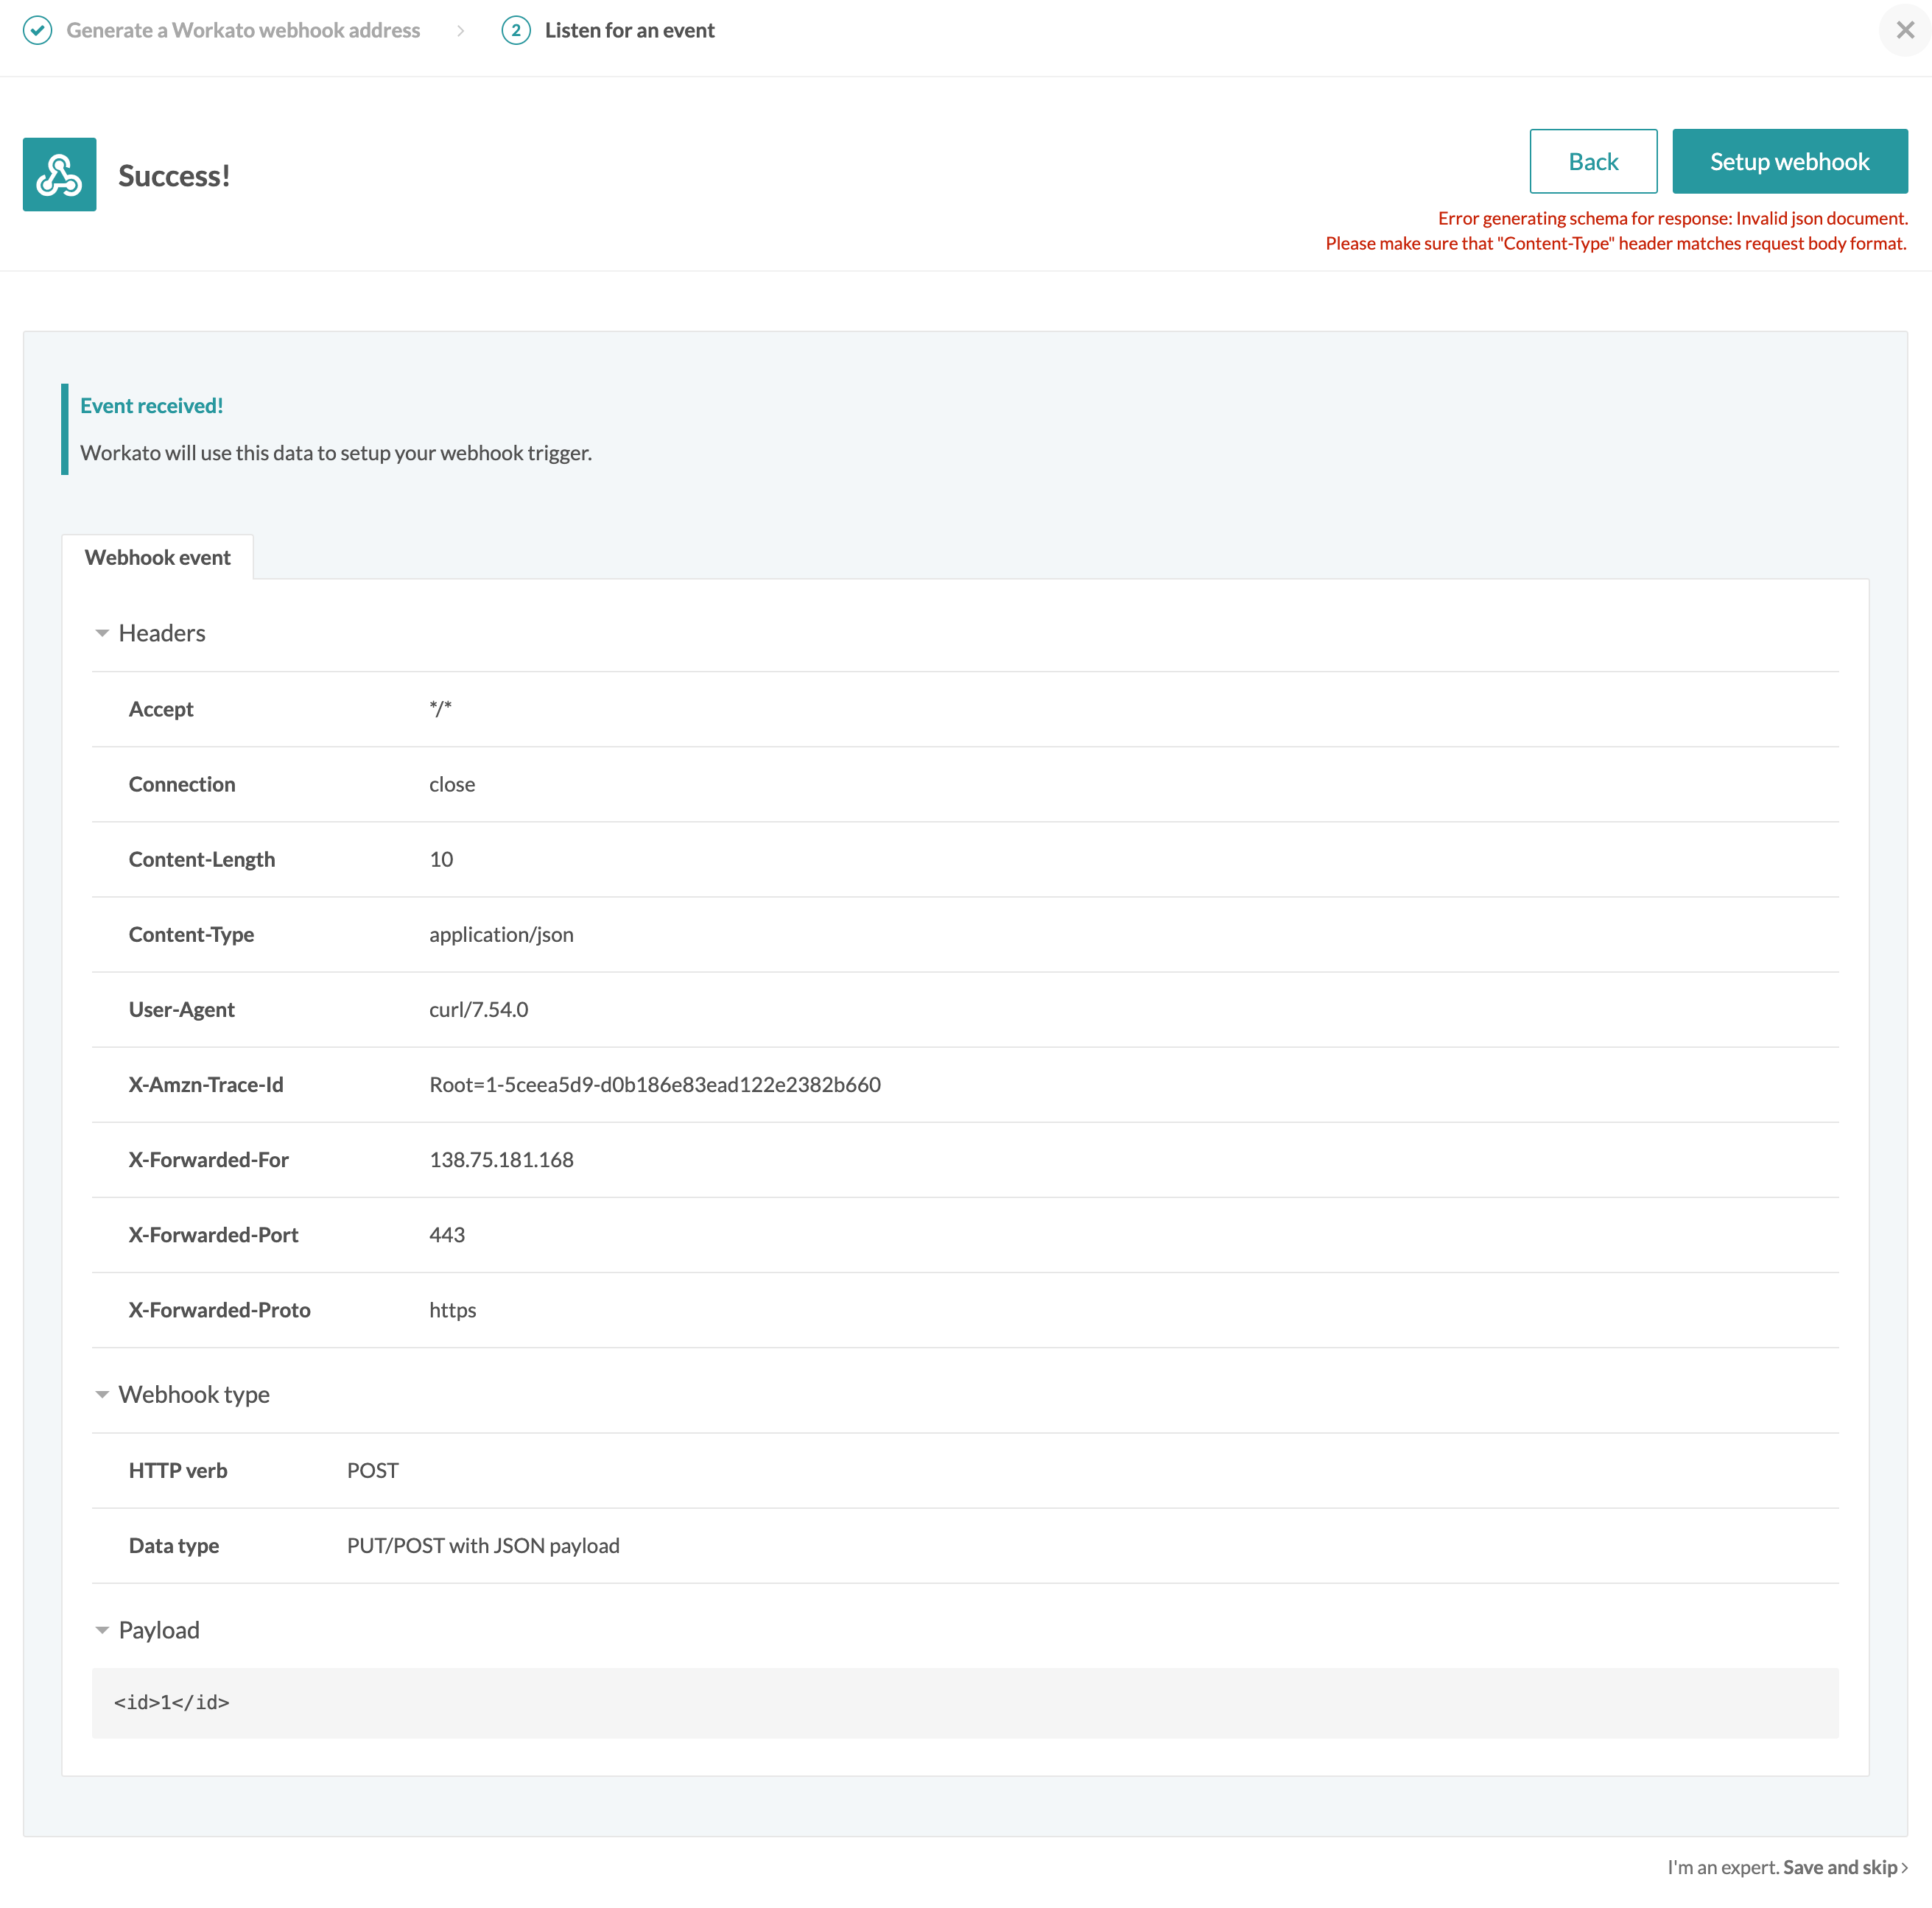 Generate a Workato webhook address
2 Listen for an event
Success!
Back
Setup webhook
Error generating schema for response: Invalid json document.
Please make sure that "Content-Type" header matches request body format.
Event received!
Workato will use this data to setup your webhook trigger.
Webhook event
Headers
Accept */*
Connection close
Content-Length 10
Content-Type application/json
User-Agent curl/7.54.0
X-Amzn-Trace-Id Root=1-5ceea5d9-d0b186e83ead122e2382b660
X-Forwarded-For 138.75.181.168
X-Forwarded-Port 443
X-Forwarded-Proto https
Webhook type
HTTP verb POST
Data type PUT/POST with JSON payload
Payload
<id>1</id>
I'm an expert. Save and skip